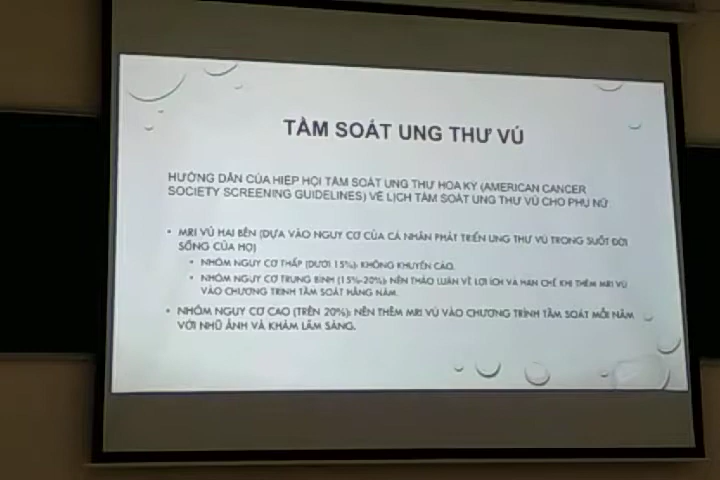 TẦM SOÁT UNG THƯ VÚ
HƯỚNG DẪN CỦA HIỆP HỘI TẦM SOÁT UNG THƯ HOA KỲ (AMERICAN CANCER
SOCIETY SCREENING GUIDELINES) VỀ LỊCH TẦM SOÁT UNG THƯ VÚ CHO PHỤ NỮ
• MRI VÚ HAI BÊN (DỰA VÀO NGUY CƠ CỦA CÁ NHÂN PHÁT TRIỂN UNG THƯ VÚ TRONG SUỐT ĐỜI
SỐNG CỦA HỌ)
• NHÓM NGUY CƠ THẤP (DƯỚI 15%): KHÔNG KHUYẾN CÁO.
• NHÓM NGUY CƠ TRUNG BÌNH (15%-20%): NÊN THẢO LUẬN VỀ LỢI ÍCH VÀ HẠN CHẾ KHI THÊM MRI VÚ
VÀO CHƯƠNG TRÌNH TẦM SOÁT HẰNG NĂM.
• NHÓM NGUY CƠ CAO (TRÊN 20%): NÊN THÊM MRI VÚ VÀO CHƯƠNG TRÌNH TẦM SOÁT MỖI NĂM
VỚI NHŨ ẢNH VÀ KHÁM LÂM SÀNG.